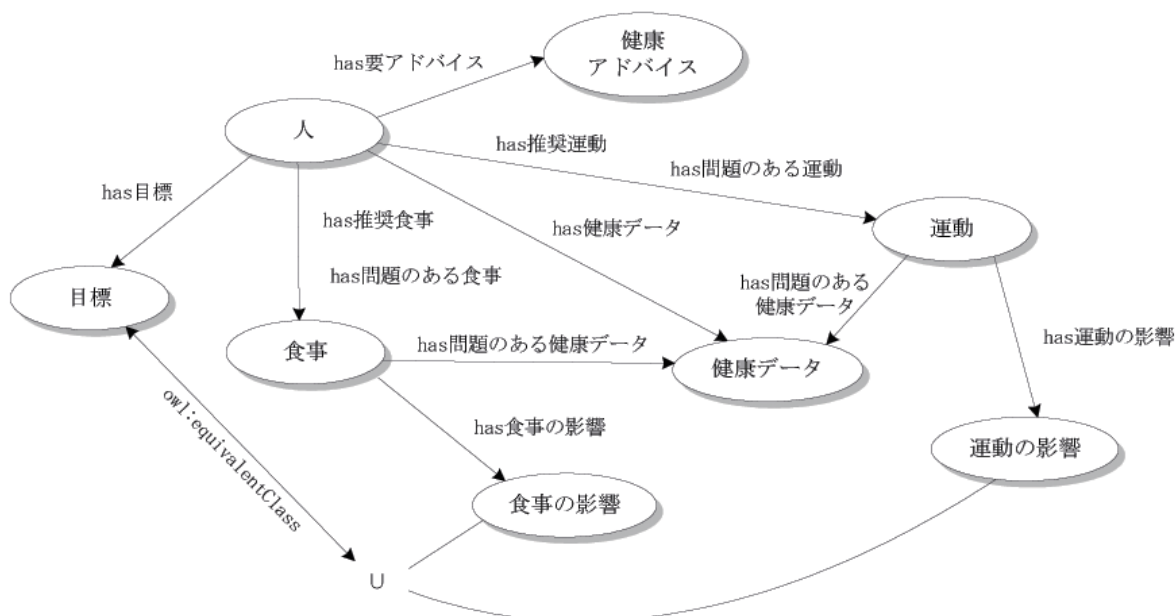 健康
アドバイス
has要アドバイス
人
has推奨運動
has問題のある運動
has目標
has推奨食事
has健康データ
運動
has問題のある食事
has問題のある
健康データ
目標
has運動の影響
食事
has問題のある健康データ
健康データ
owl:equivalentClass
has食事の影響
運動の影響
食事の影響
∪